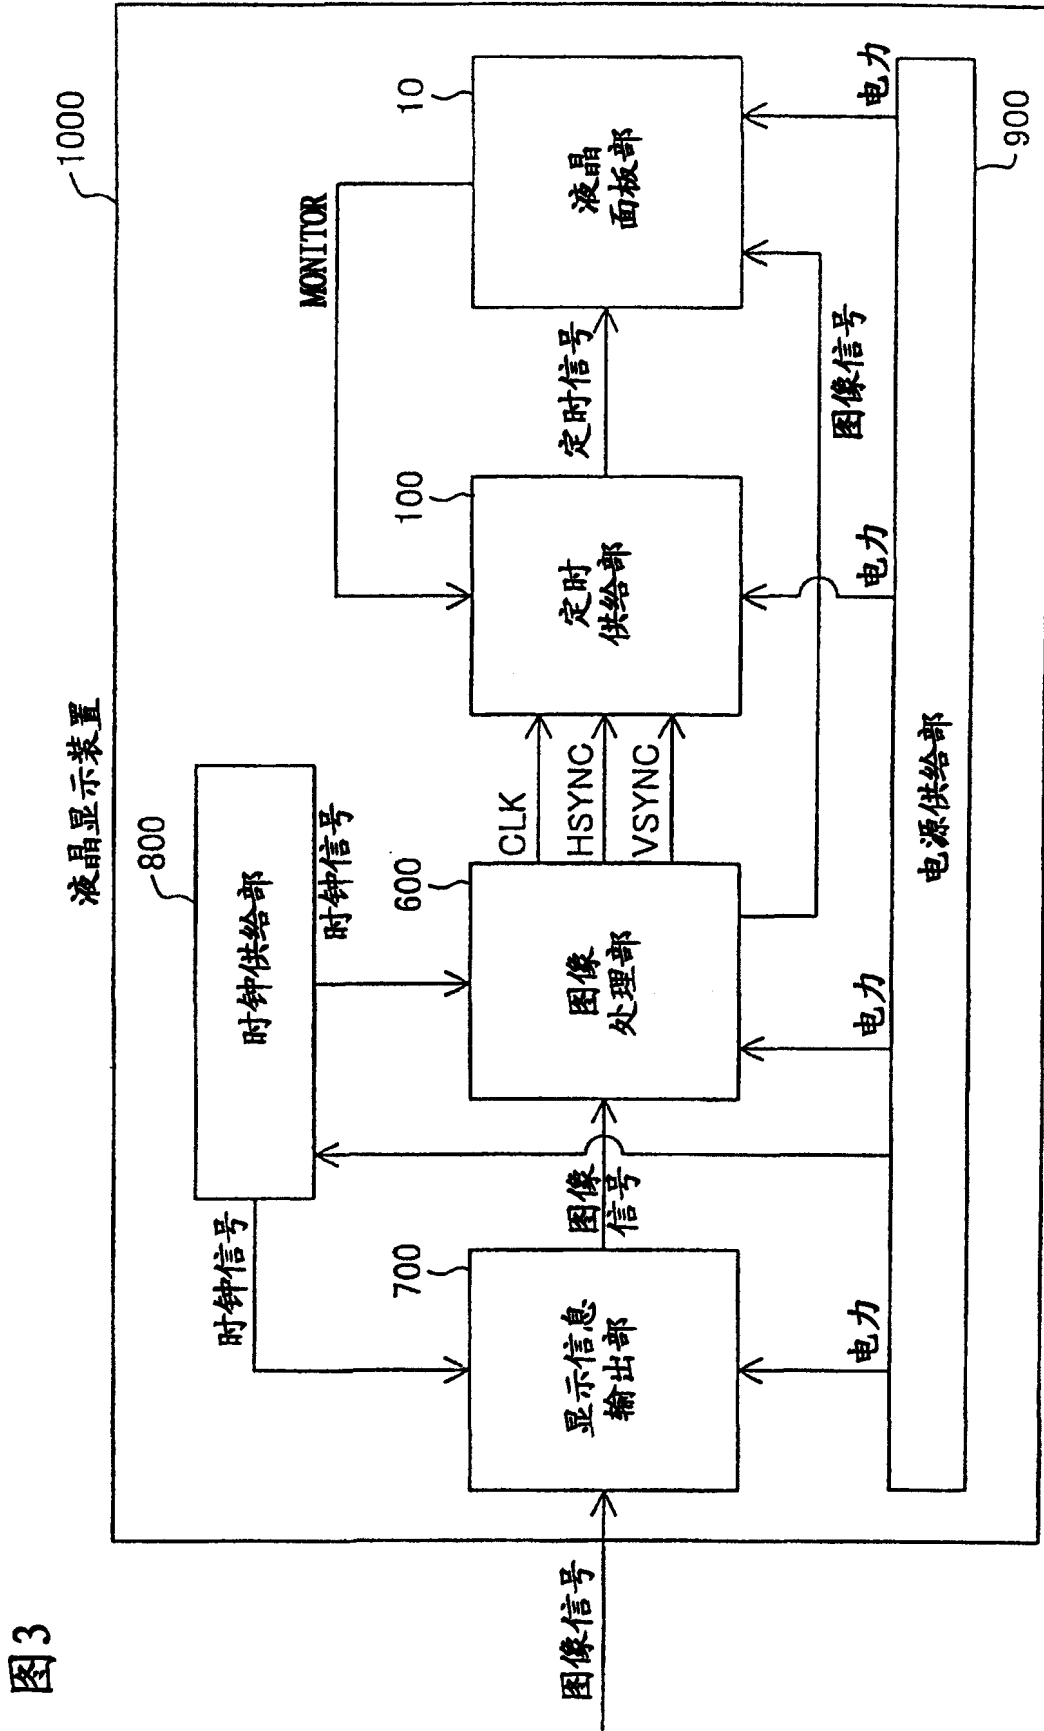 图3
液晶显示装置
1000
800
时钟供给部
时钟信号
时钟信号
MONITOR
700
600
100
10
图像信号
显示信息
输出部
图像
信号
图像
处理部
CLK
HSYNC
VSYNC
定时
供给部
定时信号
液晶
面板部
图像信号
电力
电力
电力
电力
电源供给部
900